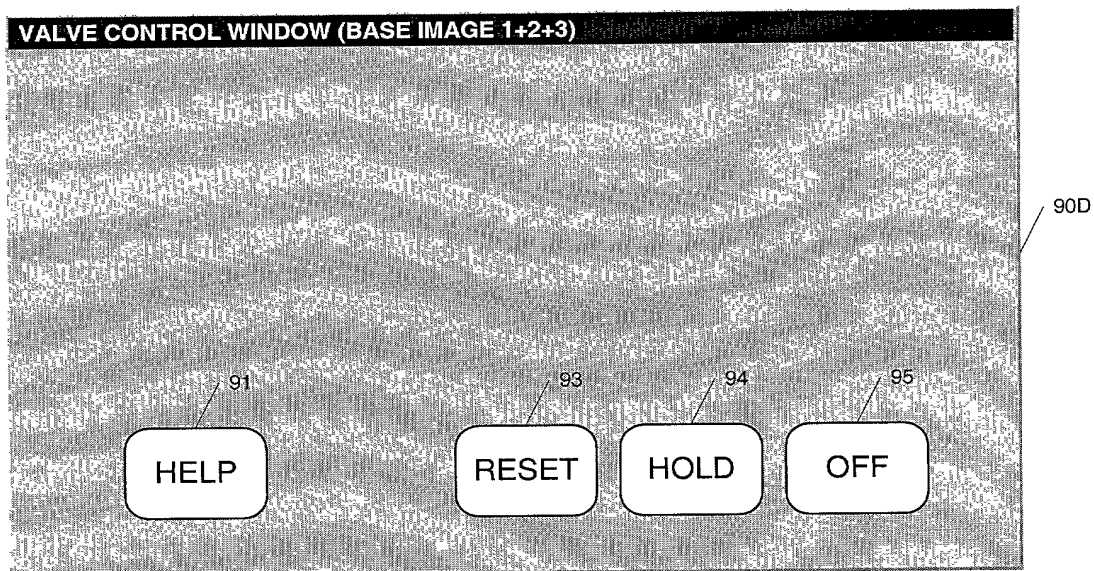 VALVE CONTROL WINDOW (BASE IMAGE 1+2+3)
90D
91 93 94 95
HELP RESET HOLD OFF